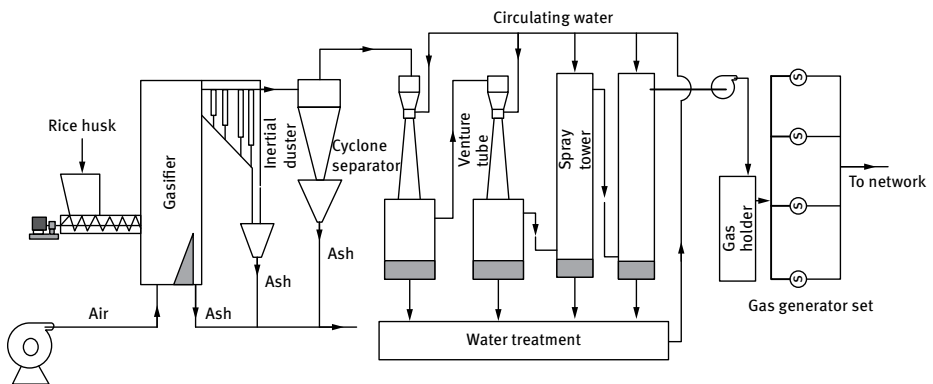 Circulating water
Rice husk
Gasifier
Inertial
duster
Cyclone
separator
Venture
tube
Spray
tower
Gas
holder
S
S
S
S
To network
Gas generator set
Ash
Ash
Ash
Air
Water treatment